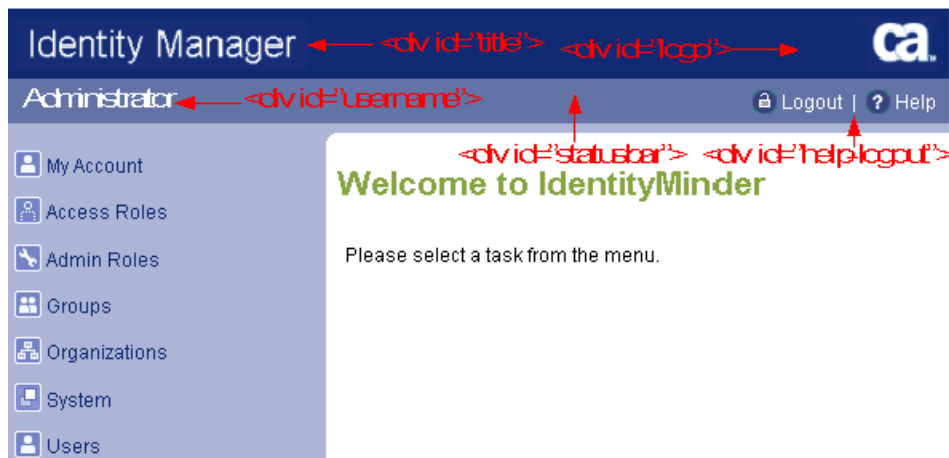 Identity Manager <div id="title"> <div id="logo"> ca.
Administrator <div id="username"> Logout | Help
<div id="statusbar"> <div id="help-logout">
My Account
Welcome to IdentityMinder
Access Roles
Admin Roles Please select a task from the menu.
Groups
Organizations
System
Users